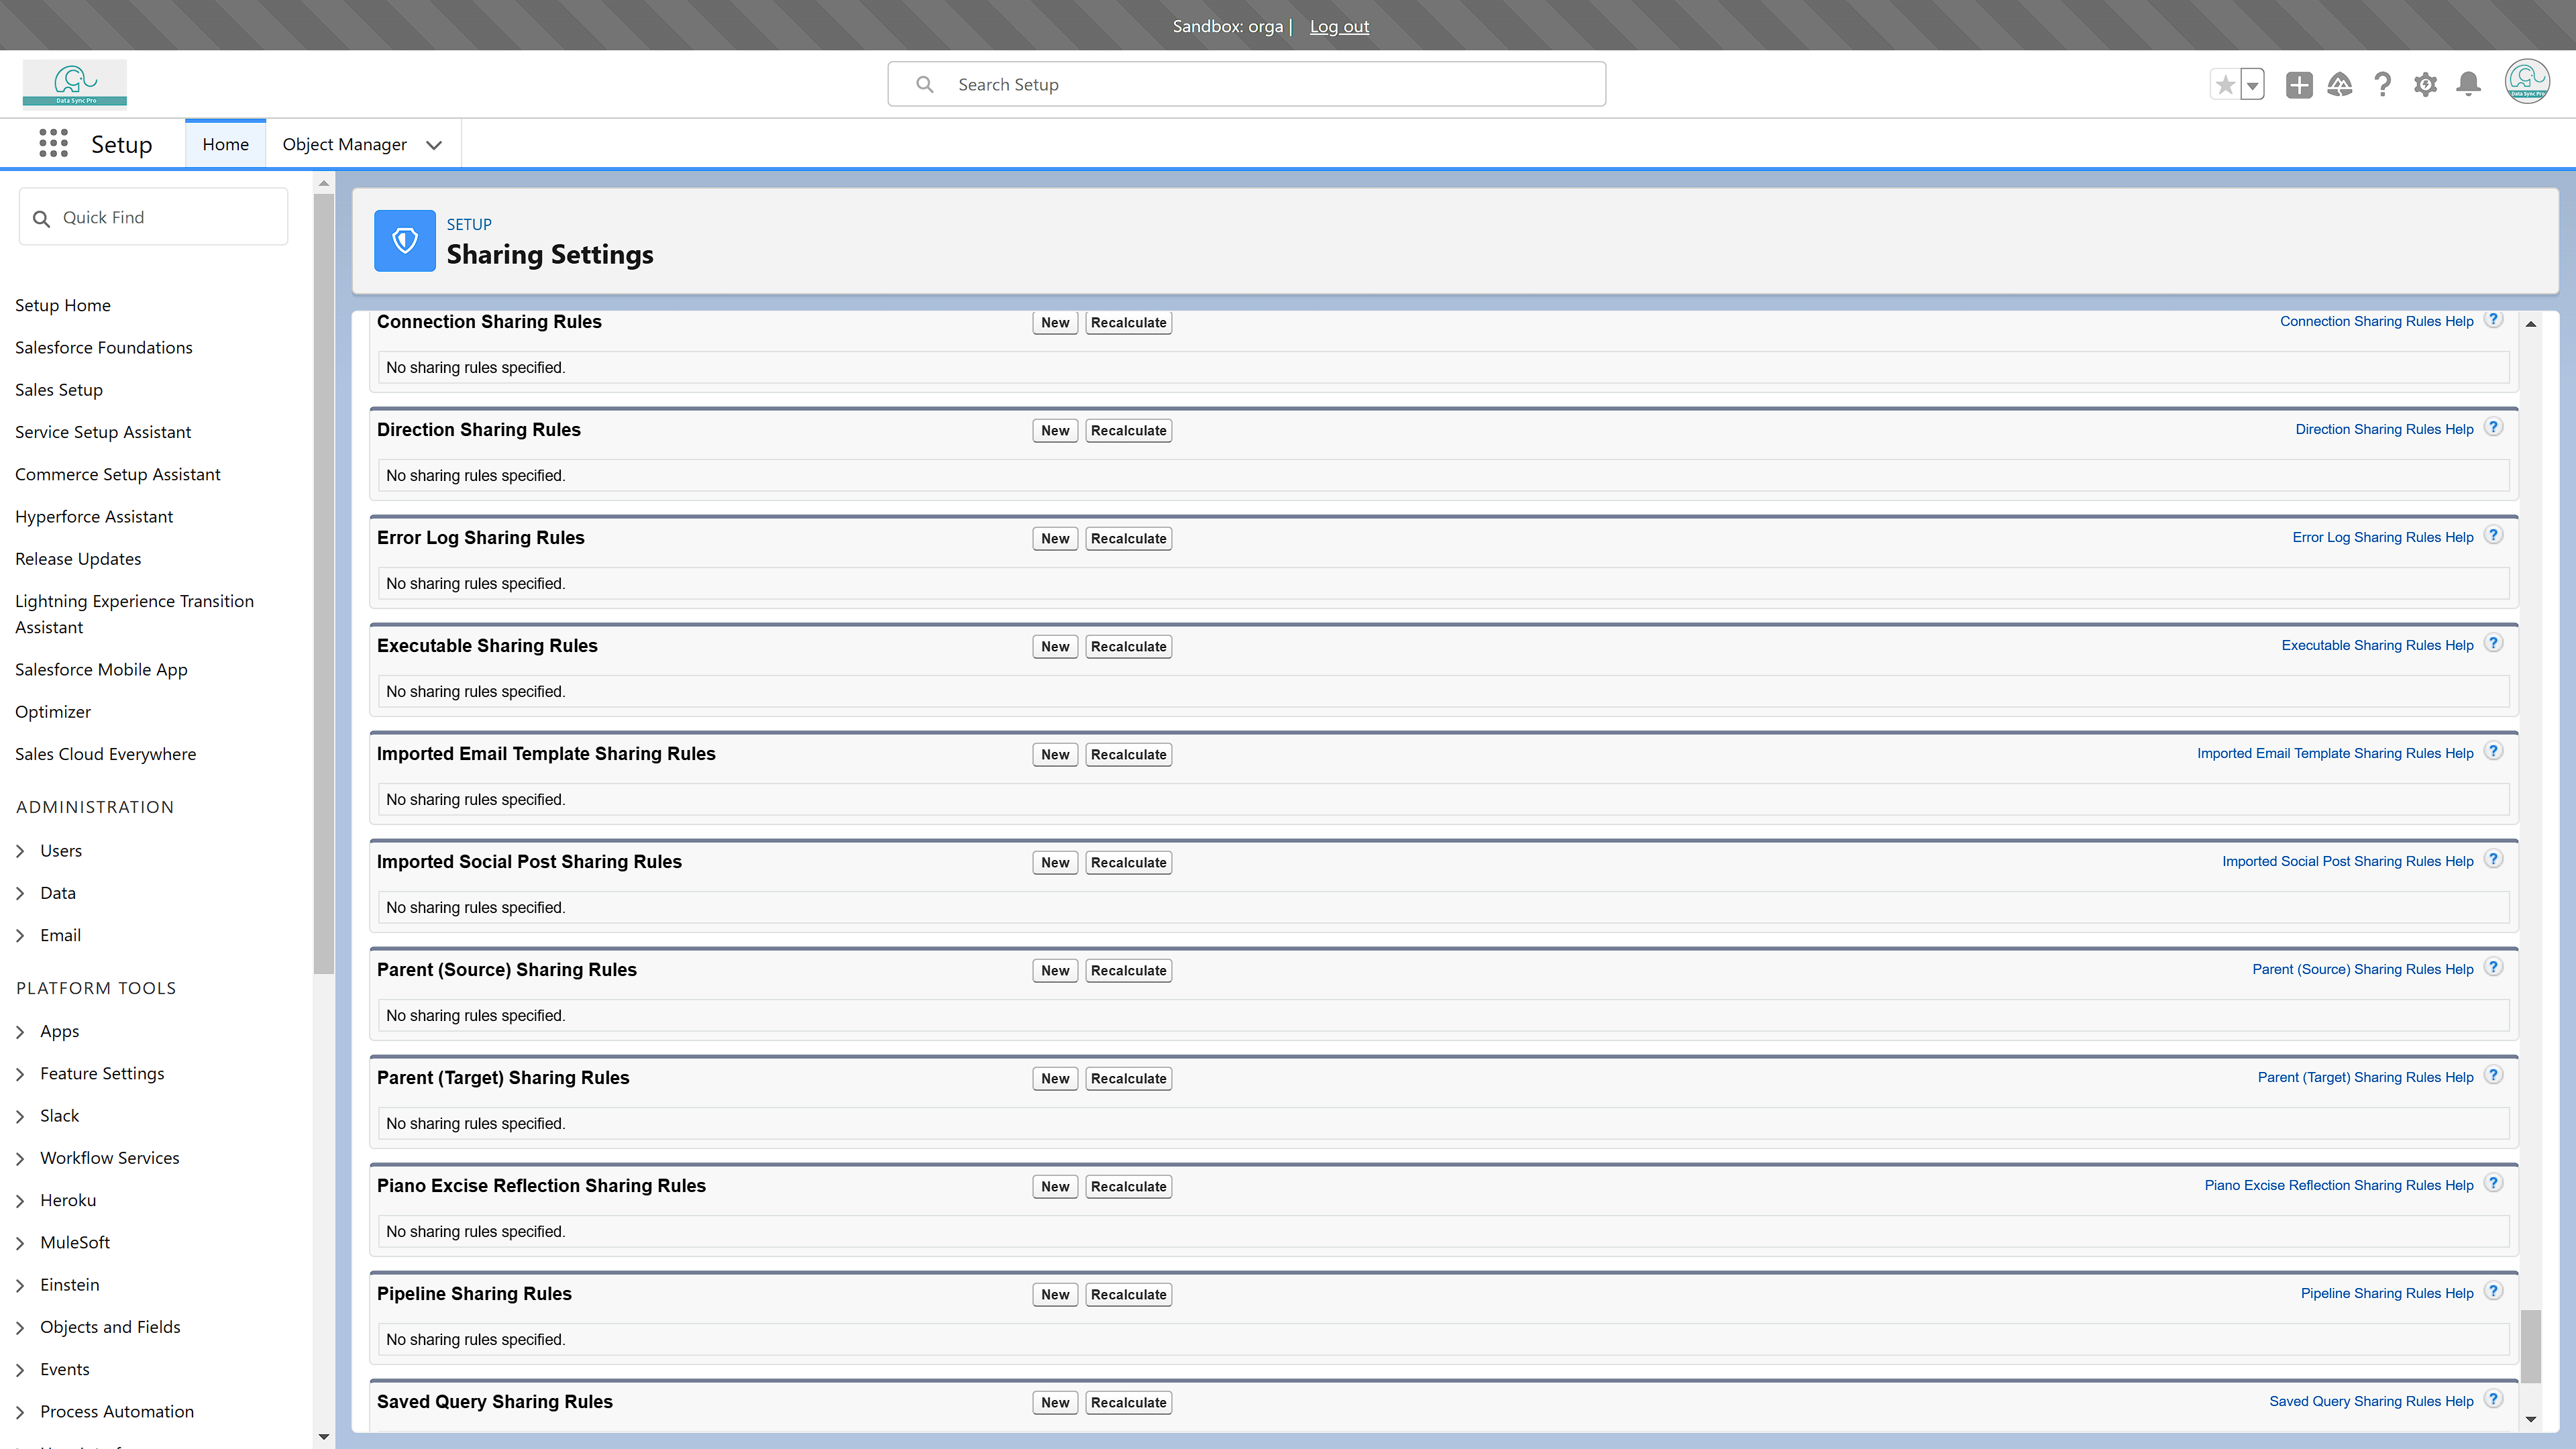 Sandbox: orga | Log out
Data Sync Pro
Search Setup
Data Sync Pro
Setup
Home
Object Manager
Quick Find
Setup Home
Salesforce Foundations
Sales Setup
Service Setup Assistant
Commerce Setup Assistant
Hyperforce Assistant
Release Updates
Lightning Experience Transition
Assistant
Salesforce Mobile App
Optimizer
Sales Cloud Everywhere
ADMINISTRATION
Users
Data
Email
PLATFORM TOOLS
Apps
Feature Settings
Slack
Workflow Services
Heroku
MuleSoft
Einstein
Objects and Fields
Events
Process Automation
SETUP
Sharing Settings
Connection Sharing Rules New Recalculate Connection Sharing Rules Help ?
No sharing rules specified.
Direction Sharing Rules New Recalculate Direction Sharing Rules Help ?
No sharing rules specified.
Error Log Sharing Rules New Recalculate Error Log Sharing Rules Help ?
No sharing rules specified.
Executable Sharing Rules New Recalculate Executable Sharing Rules Help ?
No sharing rules specified.
Imported Email Template Sharing Rules New Recalculate Imported Email Template Sharing Rules Help ?
No sharing rules specified.
Imported Social Post Sharing Rules New Recalculate Imported Social Post Sharing Rules Help ?
No sharing rules specified.
Parent (Source) Sharing Rules New Recalculate Parent (Source) Sharing Rules Help ?
No sharing rules specified.
Parent (Target) Sharing Rules New Recalculate Parent (Target) Sharing Rules Help ?
No sharing rules specified.
Piano Excise Reflection Sharing Rules New Recalculate Piano Excise Reflection Sharing Rules Help ?
No sharing rules specified.
Pipeline Sharing Rules New Recalculate Pipeline Sharing Rules Help ?
No sharing rules specified.
Saved Query Sharing Rules New Recalculate Saved Query Sharing Rules Help ?